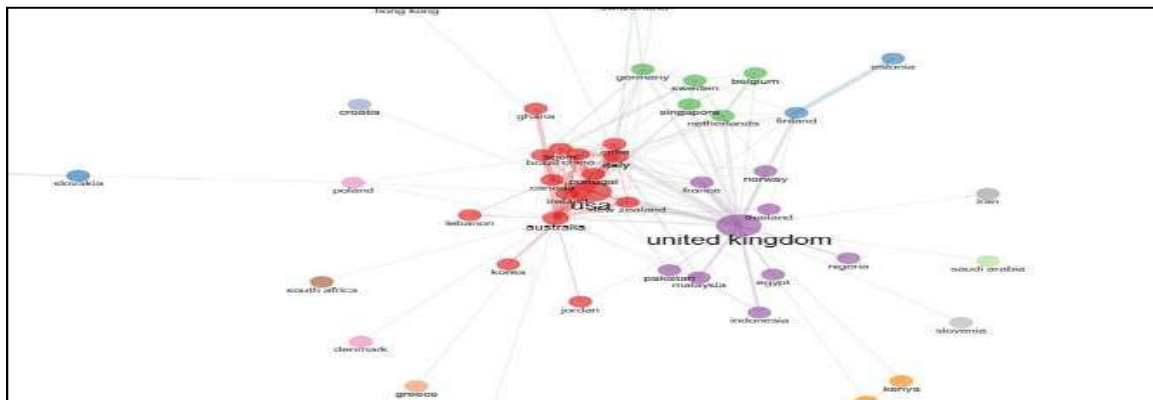 hong kong
germany
sweden
belgium
estonia
croatia
ghana
singapore
netherlands
finland
brazil china
italy
slovakia
poland
canada
portugal
france
norway
iran
usa
new zealand
thailand
lebanon
australia
united kingdom
korea
pakistan
malaysia
egypt
nigeria
saudi arabia
south africa
jordan
indonesia
slovenia
denmark
greece
kenya